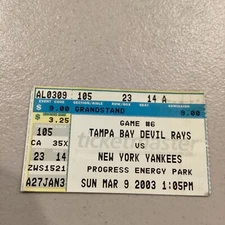 AL0309 105 23 14 A
$ 9.00 GRANDSTAND 9.00
$ 3.25 GAME #6
105 TAMPA BAY DEVIL RAYS
CA 35X VS
23 14 NEW YORK YANKEES
ZWS1521 PROGRESS ENERGY PARK
A27JAN3 SUN MAR 9 2003 1:05PM
ticketmaster